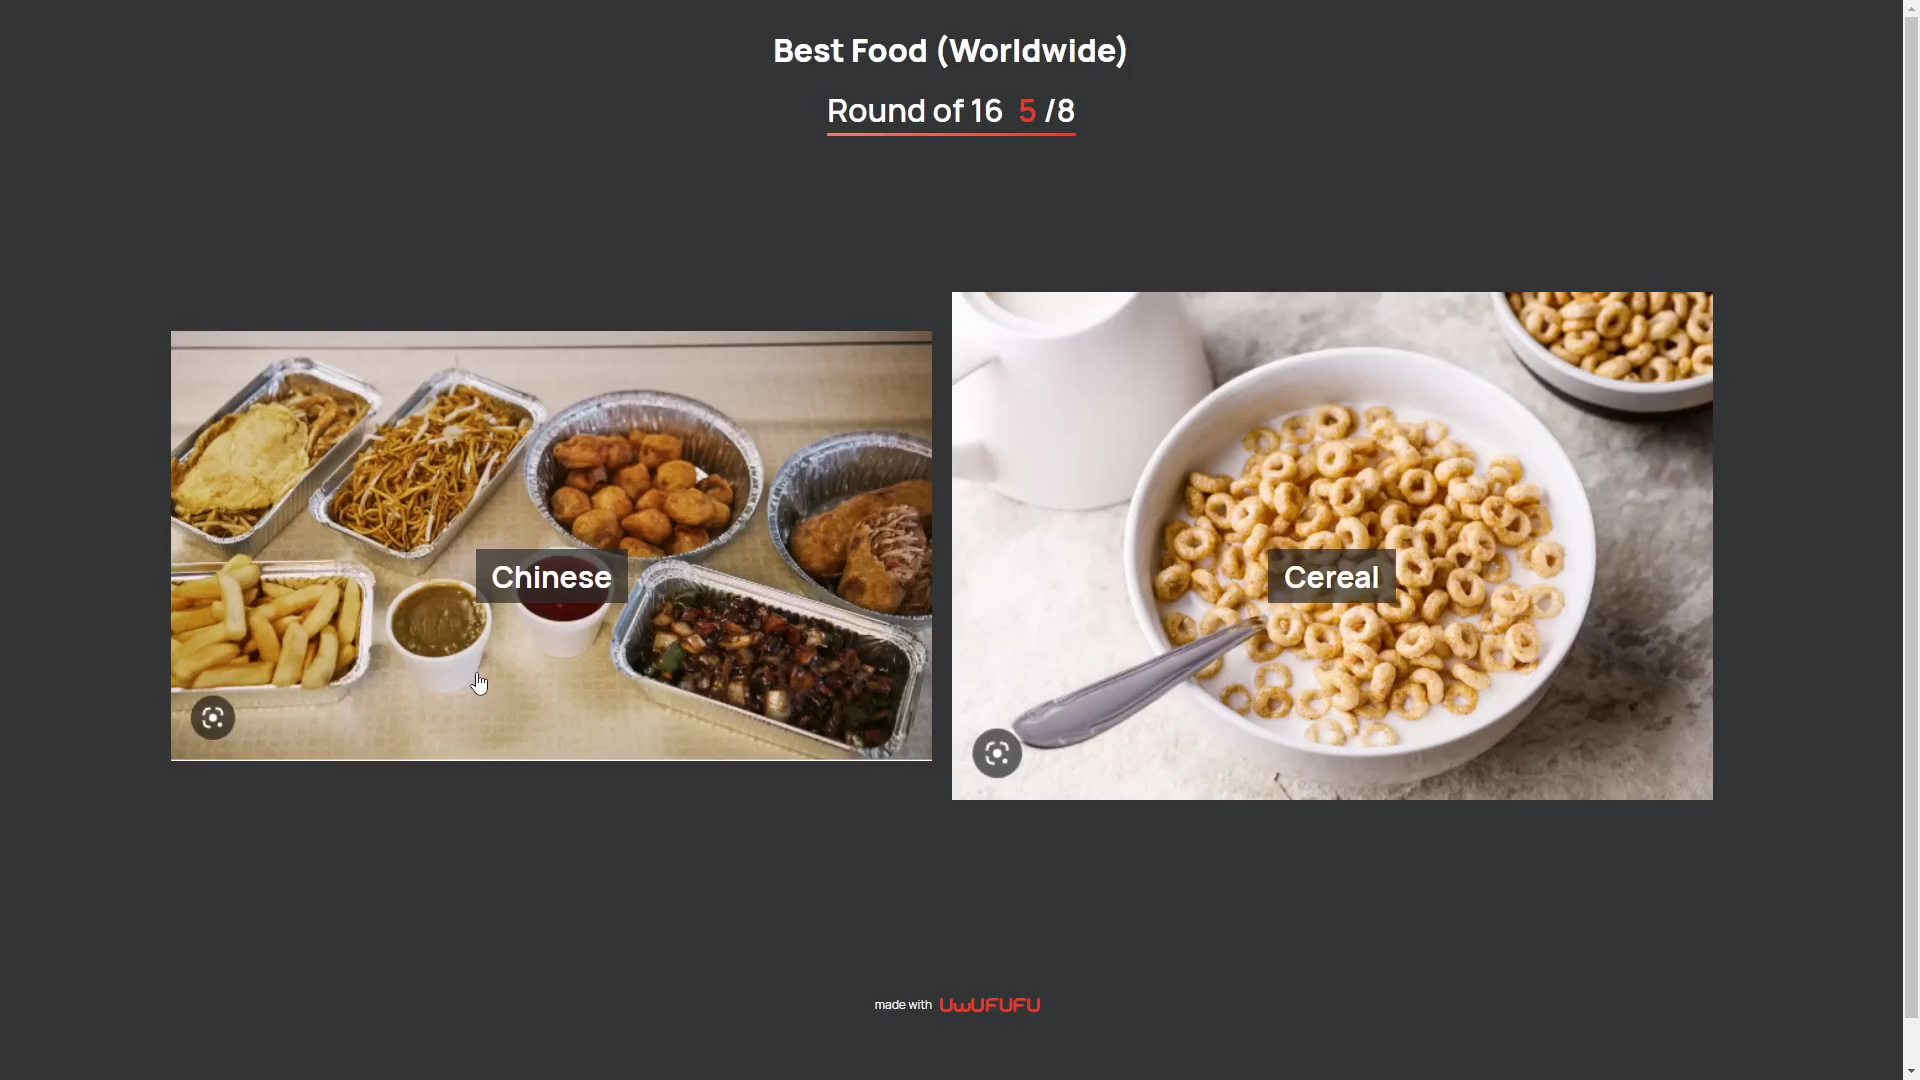 Best Food (Worldwide)
Round of 16 5 /8
Chinese
Cereal
made with UwUFUFU